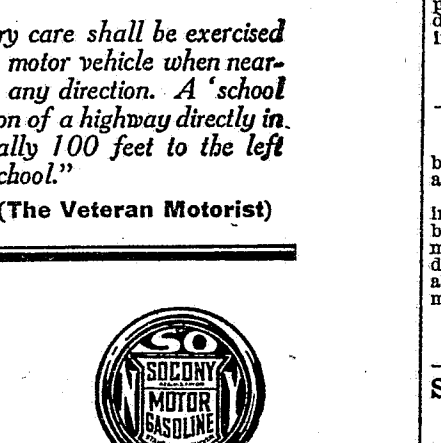 ry care shall be exercised
motor vehicle when near-
any direction. A 'school
on of a highway directly in
ally 100 feet to the left
chool."
(The Veteran Motorist)
SO
N Y
SOCONY
MOTOR
GASOLINE